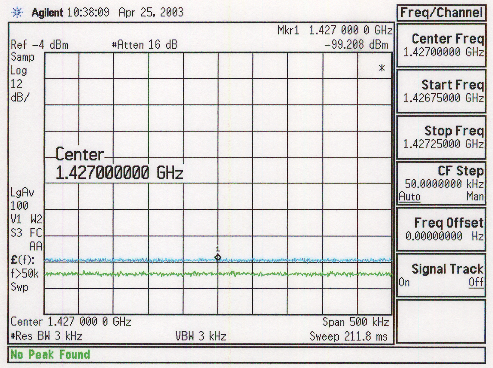 Agilent 10:38:09 Apr 25, 2003
Freq/Channel
Mkr1 1.427 000 0 GHz
Ref -4 dBm #Atten 16 dB -99.208 dBm
Samp
Log
12
dB/
*
Center
1.427000000 GHz
LgAv
100
V1 W2
S3 FC
AA
£(f):
f>50k
Swp
Center 1.427 000 0 GHz Span 500 kHz
#Res BW 3 kHz VBW 3 kHz Sweep 211.8 ms
No Peak Found
Center Freq
1.42700000 GHz
Start Freq
1.42675000 GHz
Stop Freq
1.42725000 GHz
CF Step
50.0000000 kHz
Auto Man
Freq Offset
0.00000000 Hz
Signal Track
On Off